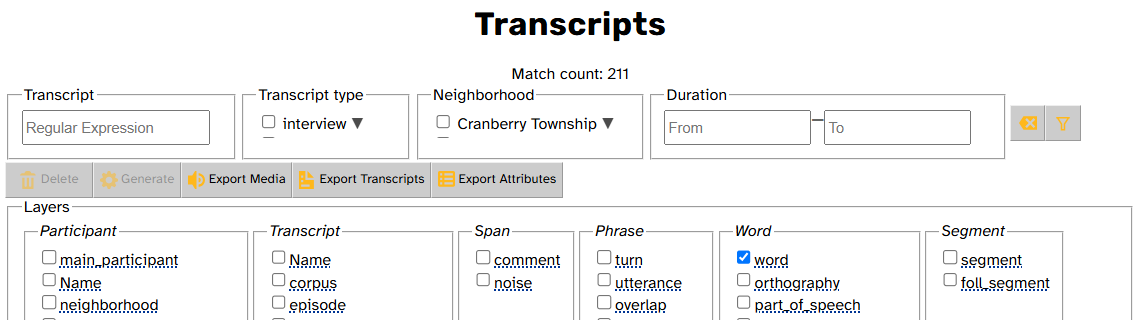 Transcripts
Match count: 211
Transcript Transcript type Neighborhood Duration
Regular Expression interview ▼ Cranberry Township ▼ From – To
Delete Generate Export Media Export Transcripts Export Attributes
Layers
Participant Transcript Span Phrase Word Segment
main_participant Name comment turn word segment
Name corpus noise utterance orthography foll_segment
neighborhood episode overlap part_of_speech